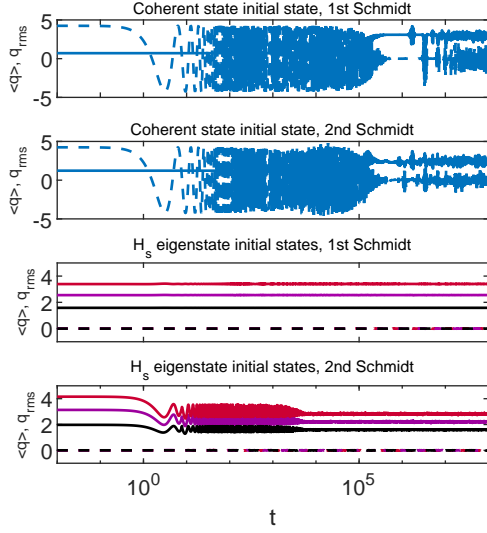 Coherent state initial state, 1st Schmidt
5
0
-5
<q>, q_rms
Coherent state initial state, 2nd Schmidt
5
0
-5
<q>, q_rms
H_s eigenstate initial states, 1st Schmidt
4
2
0
<q>, q_rms
H_s eigenstate initial states, 2nd Schmidt
4
2
0
<q>, q_rms
10^0 10^5
t